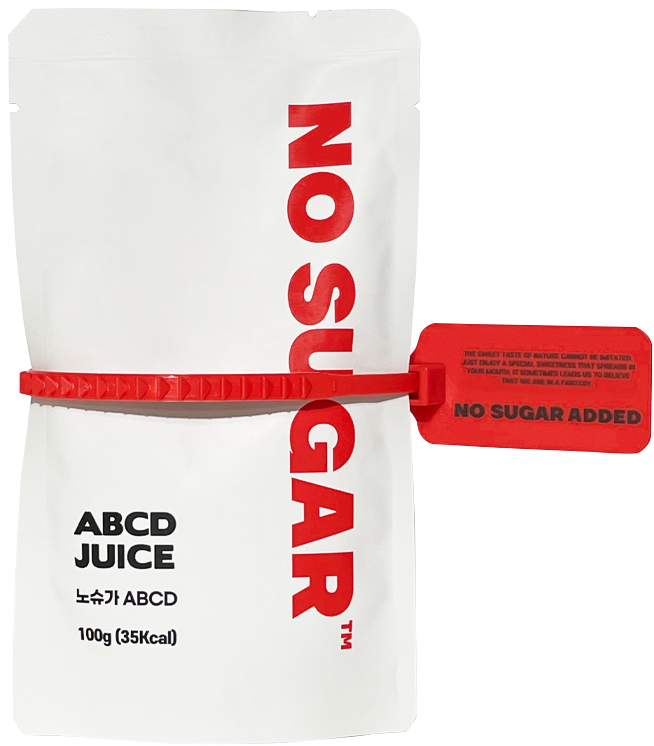 NO SUGAR™
ABCD
JUICE
노슈가 ABCD
100g (35Kcal)
THE SWEET TASTE OF NATURE CANNOT BE IMITATED.
JUST ENJOY A SPECIAL SWEETNESS THAT SPREADS IN
YOUR MOUTH. IT SOMETIMES LEADS US TO BELIEVE
THAT WE ARE IN A FANTASY.
NO SUGAR ADDED